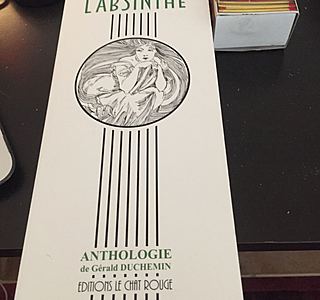 L'ABSINTHE
ANTHOLOGIE
de Gérald DUCHEMIN
EDITIONS LE CHAT ROUGE